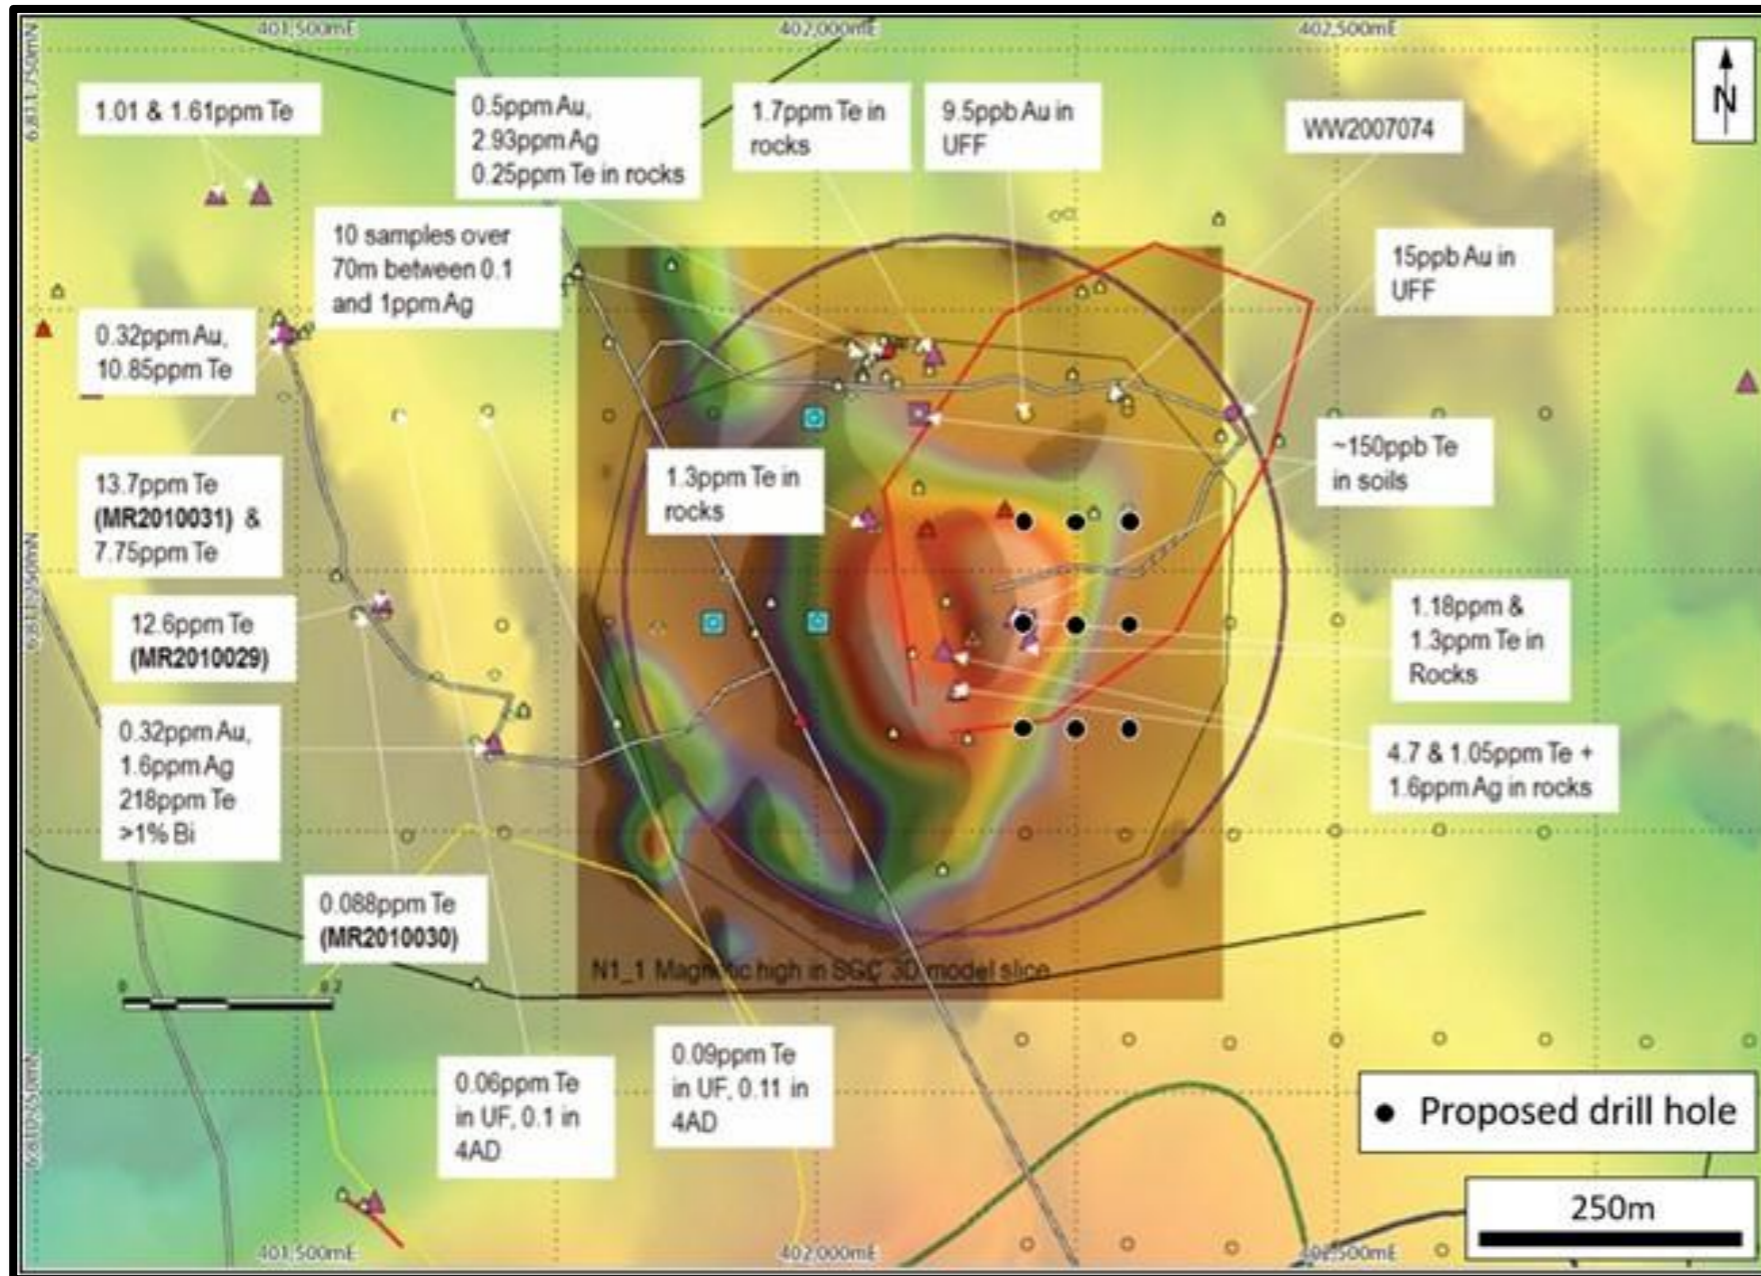 401,500mE 402,000mE 402,500mE
N
1.01 & 1.61ppm Te
0.5ppm Au,
2.93ppm Ag
0.25ppm Te in rocks
1.7ppm Te in
rocks
9.5ppb Au in
UFF
WW2007074
10 samples over
70m between 0.1
and 1ppm Ag
15ppb Au in
UFF
0.32ppm Au,
10.85ppm Te
1.3ppm Te in
rocks
~150ppb Te
in soils
13.7ppm Te
(MR2010031) &
7.75ppm Te
12.6ppm Te
(MR2010029)
1.18ppm &
1.3ppm Te in
Rocks
0.32ppm Au,
1.6ppm Ag
218ppm Te
>1% Bi
4.7 & 1.05ppm Te +
1.6ppm Ag in rocks
0.088ppm Te
(MR2010030)
N1_1 Magnetic high in SGC 3D model slice
0 0.2
0.06ppm Te
in UF, 0.1 in
4AD
0.09ppm Te
in UF, 0.11 in
4AD
Proposed drill hole
250m
401,500mE 402,000mE 402,500mE